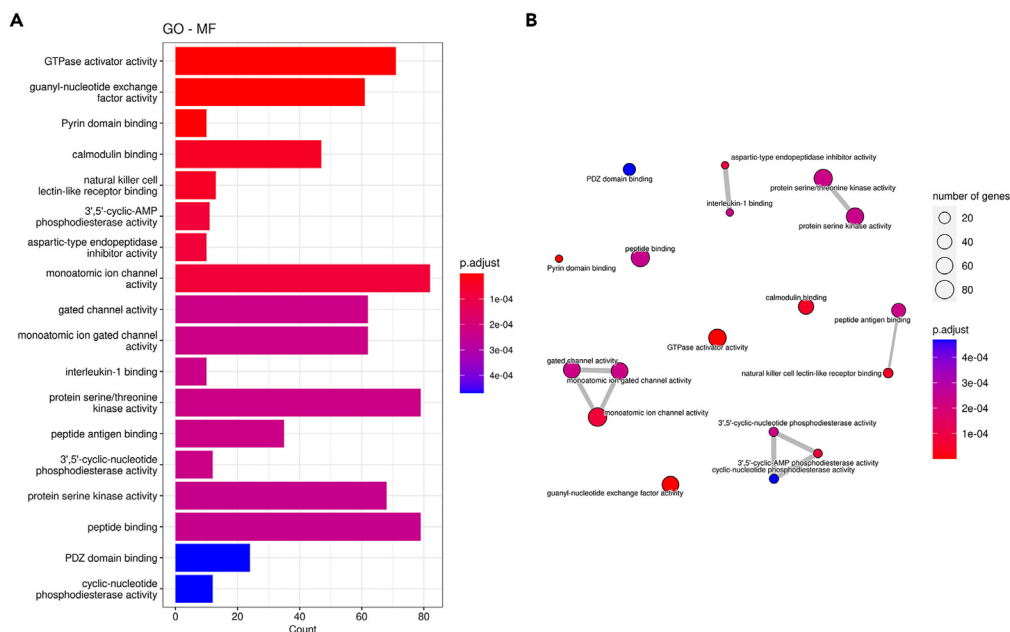 A
GO - MF
GTPase activator activity
guanyl-nucleotide exchange
factor activity
Pyrin domain binding
calmodulin binding
natural killer cell
lectin-like receptor binding
3',5'-cyclic-AMP
phosphodiesterase activity
aspartic-type endopeptidase
inhibitor activity
monoatomic ion channel
activity
gated channel activity
monoatomic ion gated channel
activity
interleukin-1 binding
protein serine/threonine
kinase activity
peptide antigen binding
3',5'-cyclic-nucleotide
phosphodiesterase activity
protein serine kinase activity
peptide binding
PDZ domain binding
cyclic-nucleotide
phosphodiesterase activity
0 20 40 60 80
Count
p.adjust
1e-04
2e-04
3e-04
4e-04
B
aspartic-type endopeptidase inhibitor activity
PDZ domain binding
protein serine/threonine kinase activity
interleukin-1 binding
protein serine kinase activity
peptide binding
Pyrin domain binding
calmodulin binding
peptide antigen binding
GTPase activator activity
gated channel activity
monoatomic ion gated channel activity
natural killer cell lectin-like receptor binding
monoatomic ion channel activity
3',5'-cyclic-nucleotide phosphodiesterase activity
3',5'-cyclic-AMP phosphodiesterase activity
cyclic-nucleotide phosphodiesterase activity
guanyl-nucleotide exchange factor activity
number of genes
20
40
60
80
p.adjust
4e-04
3e-04
2e-04
1e-04